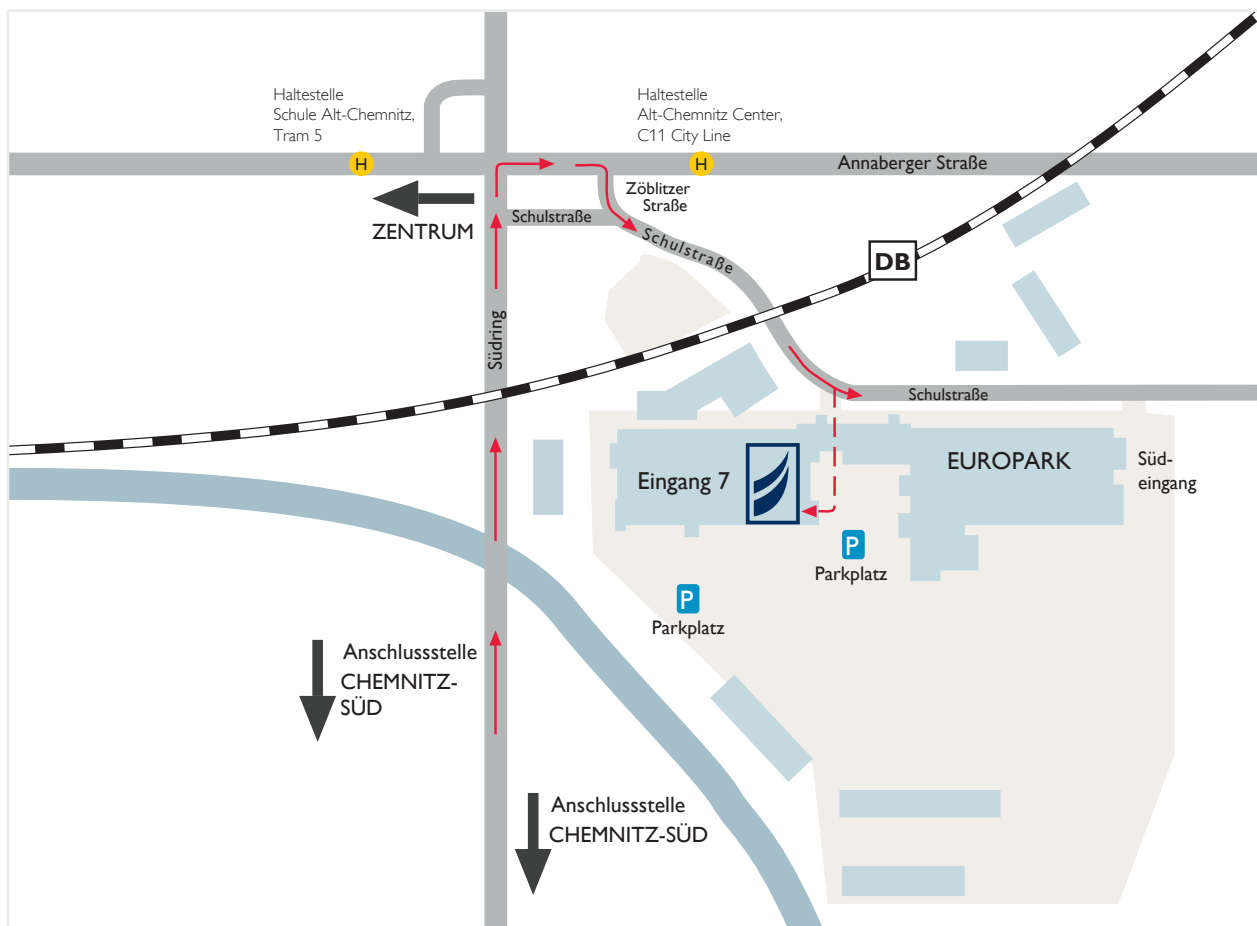 Haltestelle
Schule Alt-Chemnitz,
Tram 5
H
Haltestelle
Alt-Chemnitz Center,
C11 City Line
H
Annaberger Straße
ZENTRUM
Zöblitzer
Straße
Schulstraße
Schulstraße
DB
Südring
Schulstraße
Eingang 7
EUROPARK
Süd-
eingang
P
Parkplatz
P
Parkplatz
Anschlussstelle
CHEMNITZ-
SÜD
Anschlussstelle
CHEMNITZ-SÜD